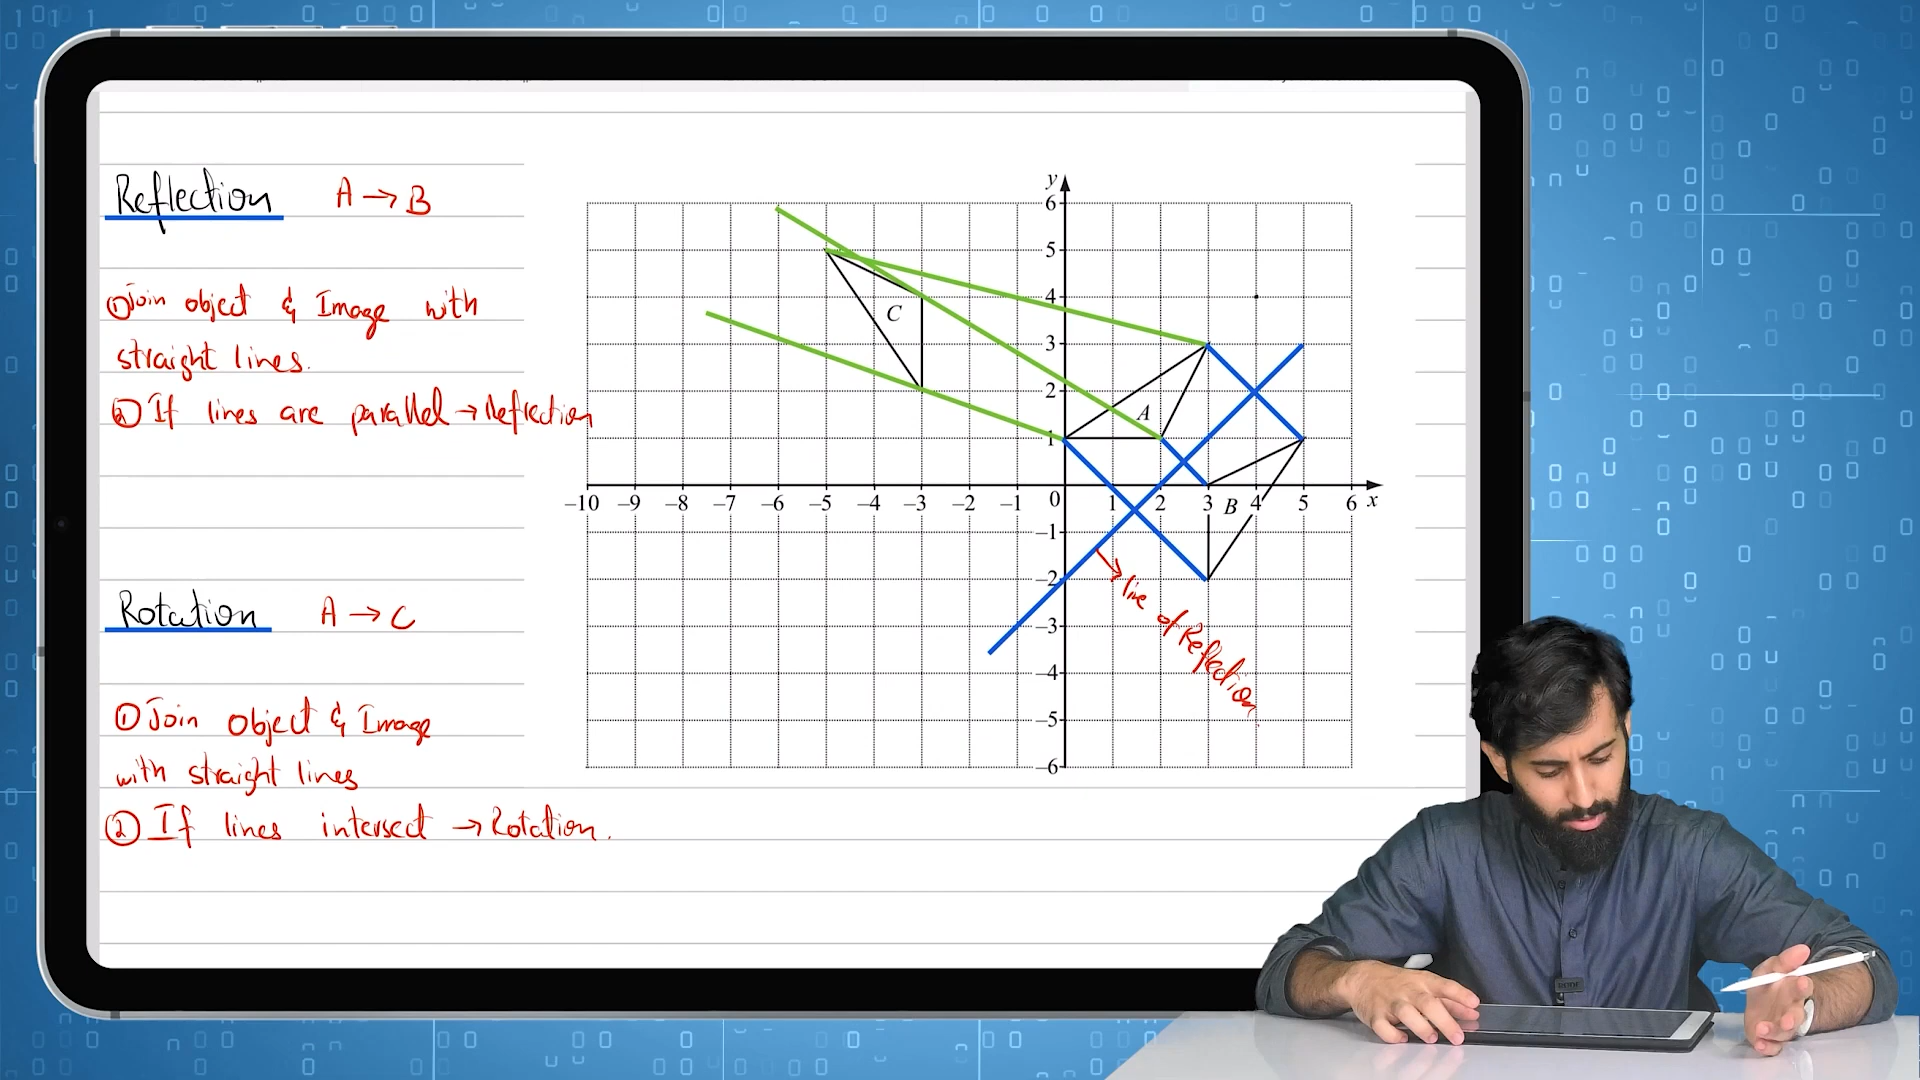 Reflection A → B
① Join object & Image with
straight lines.
② If lines are parallel → Reflection
Rotation A → C
① Join Object & Image
with straight lines
② If lines intersect → Rotation.
y
6
5
4
3
2
1
C
A
B
–10 –9 –8 –7 –6 –5 –4 –3 –2 –1 0 1 2 3 4 5 6 x
–1
–2
–3
–4
–5
–6
line of Reflection